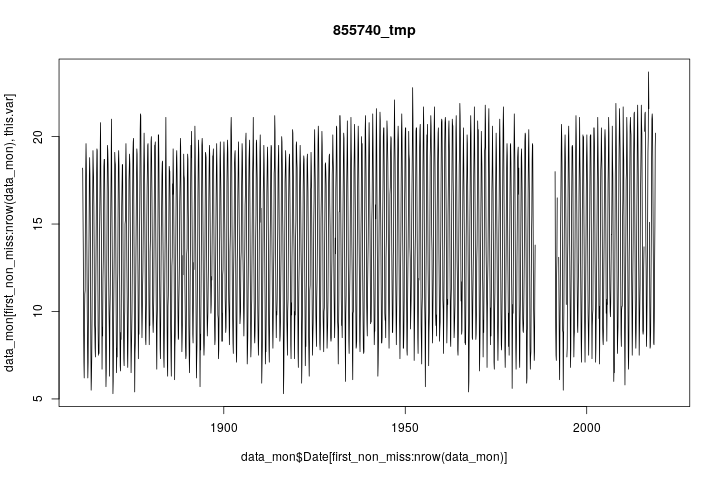 855740_tmp
data_mon[first_non_miss:nrow(data_mon), this.var]
20
15
10
5
1900
1950
2000
data_mon$Date[first_non_miss:nrow(data_mon)]